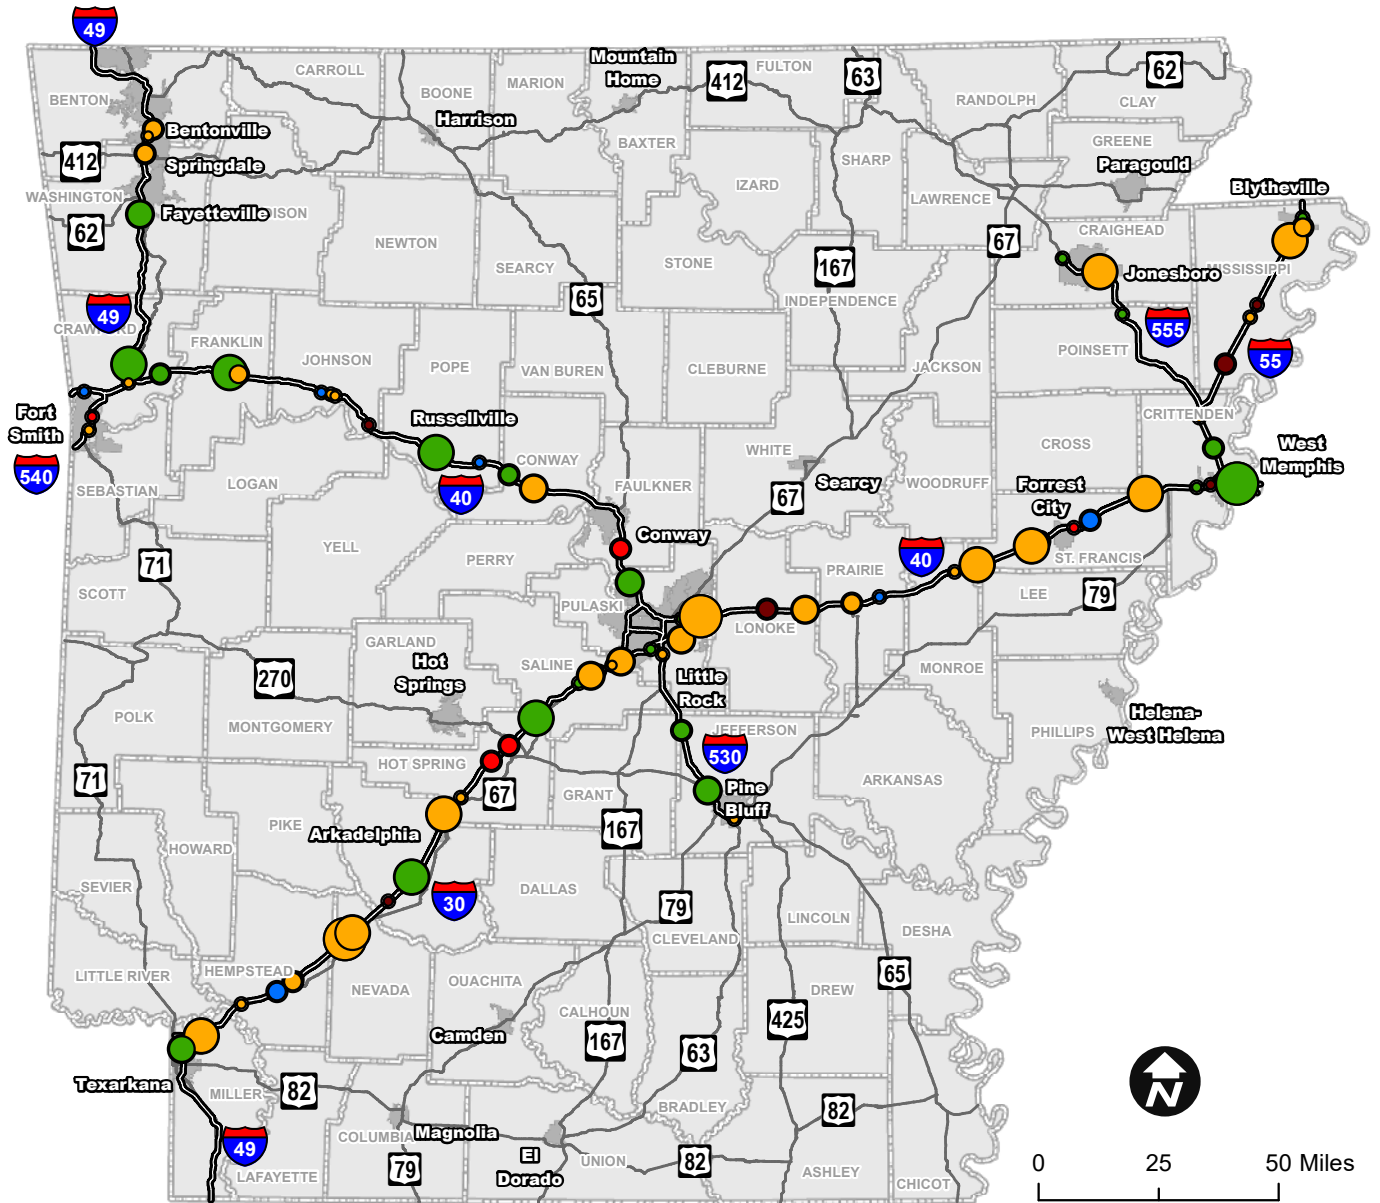 49
Mountain
Home
412
FULTON
63
62
CARROLL
BENTON
BOONE
MARION
RANDOLPH
CLAY
Harrison
Bentonville
BAXTER
GREENE
412
Springdale
SHARP
Paragould
IZARD
Blytheville
WASHINGTON
LAWRENCE
Fayetteville
ISON
62
NEWTON
67
CRAIGHEAD
STONE
SEARCY
167
Jonesboro
MISSISSIPPI
65
INDEPENDENCE
49
CRAWFORD
FRANKLIN
555
JOHNSON
POPE
VAN BUREN
CLEBURNE
JACKSON
POINSETT
55
Fort
Smith
Russellville
CRITTENDEN
CROSS
West
Memphis
WHITE
CONWAY
540
SEBASTIAN
LOGAN
40
FAULKNER
67
Searcy
WOODRUFF
Forrest
City
Conway
YELL
PERRY
71
40
PRAIRIE
ST. FRANCIS
SCOTT
PULASKI
LEE
79
LONOKE
GARLAND
Hot
Springs
SALINE
270
Little
Rock
MONROE
POLK
MONTGOMERY
JEFFERSON
PHILLIPS
Helena-
West Helena
530
HOT SPRING
71
67
GRANT
Pine
Bluff
ARKANSAS
PIKE
Arkadelphia
167
HOWARD
SEVIER
DALLAS
30
79
LINCOLN
DESHA
CLEVELAND
LITTLE RIVER
HEMPSTEAD
NEVADA
OUACHITA
65
DREW
CALHOUN
425
Camden
167
63
Texarkana
MILLER
82
BRADLEY
82
COLUMBIA
Magnolia
49
El
Dorado
UNION
82
79
LAFAYETTE
ASHLEY
CHICOT
N
0 25 50 Miles